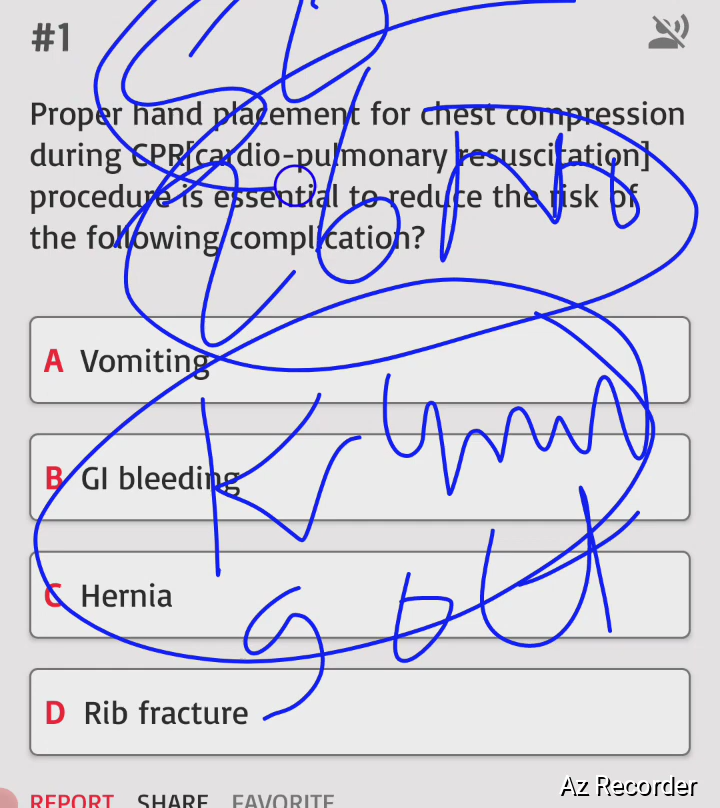 #1
Proper hand placement for chest compression
during CPR[cardio-pulmonary resuscitation]
procedure is essential to reduce the risk of
the following complication?
A Vomiting
B GI bleeding
C Hernia
D Rib fracture
REPORT SHARE FAVORITE
Az Recorder